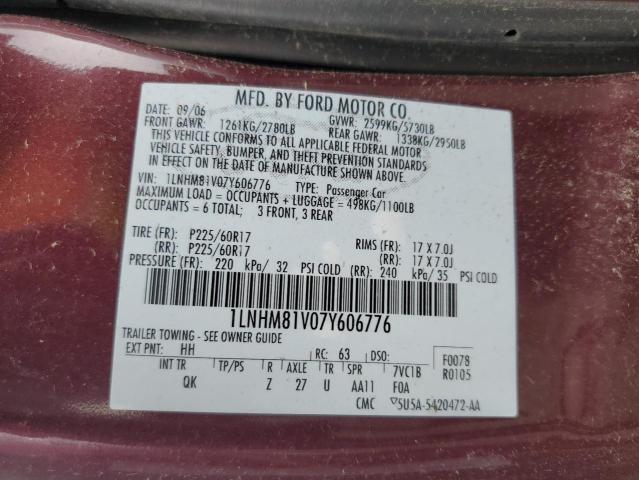 MFD. BY FORD MOTOR CO.
DATE: 09/06 GVWR: 2599KG/5730LB
FRONT GAWR: 1261KG/2780LB REAR GAWR: 1338KG/2950LB
THIS VEHICLE CONFORMS TO ALL APPLICABLE FEDERAL MOTOR
VEHICLE SAFETY, BUMPER, AND THEFT PREVENTION STANDARDS
IN EFFECT ON THE DATE OF MANUFACTURE SHOWN ABOVE.
VIN: 1LNHM81V07Y606776 TYPE: Passenger Car
MAXIMUM LOAD = OCCUPANTS + LUGGAGE = 498KG/1100LB
OCCUPANTS = 6 TOTAL; 3 FRONT, 3 REAR
TIRE (FR): P225/60R17 RIMS (FR): 17 X 7.0J
(RR): P225/60R17 (RR): 17 X 7.0J
PRESSURE (FR): 220 kPa/ 32 PSI COLD (RR): 240 kPa/ 35 PSI COLD
1LNHM81V07Y606776
TRAILER TOWING - SEE OWNER GUIDE
EXT PNT: HH RC: 63 DSO: F0078
INT TR TP/PS R AXLE TR SPR 7VC1B R0105
QK Z 27 U AA11 F0A
CMC 5U5A-5420472-AA